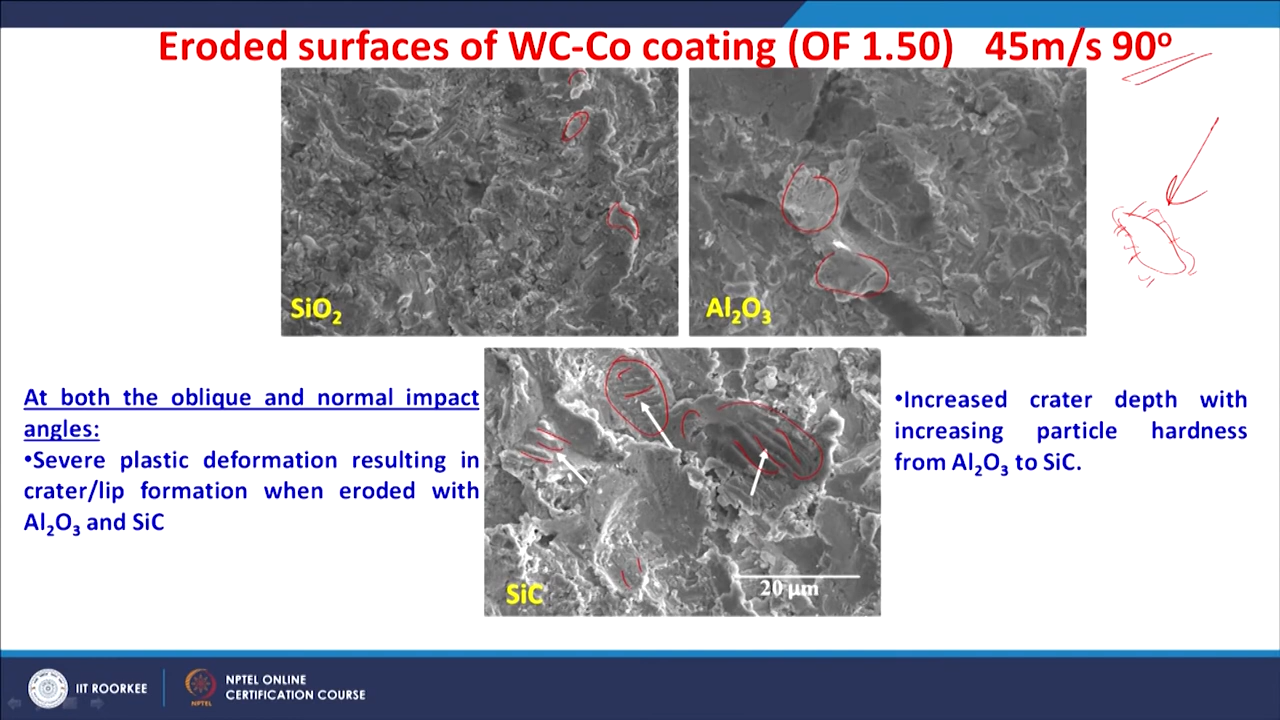 Eroded surfaces of WC-Co coating (OF 1.50) 45m/s 90º
SiO₂
Al₂O₃
At both the oblique and normal impact
angles:
•Severe plastic deformation resulting in
crater/lip formation when eroded with
Al₂O₃ and SiC
SiC
20 μm
•Increased crater depth with
increasing particle hardness
from Al₂O₃ to SiC.
IIT ROORKEE
NPTEL
NPTEL ONLINE
CERTIFICATION COURSE